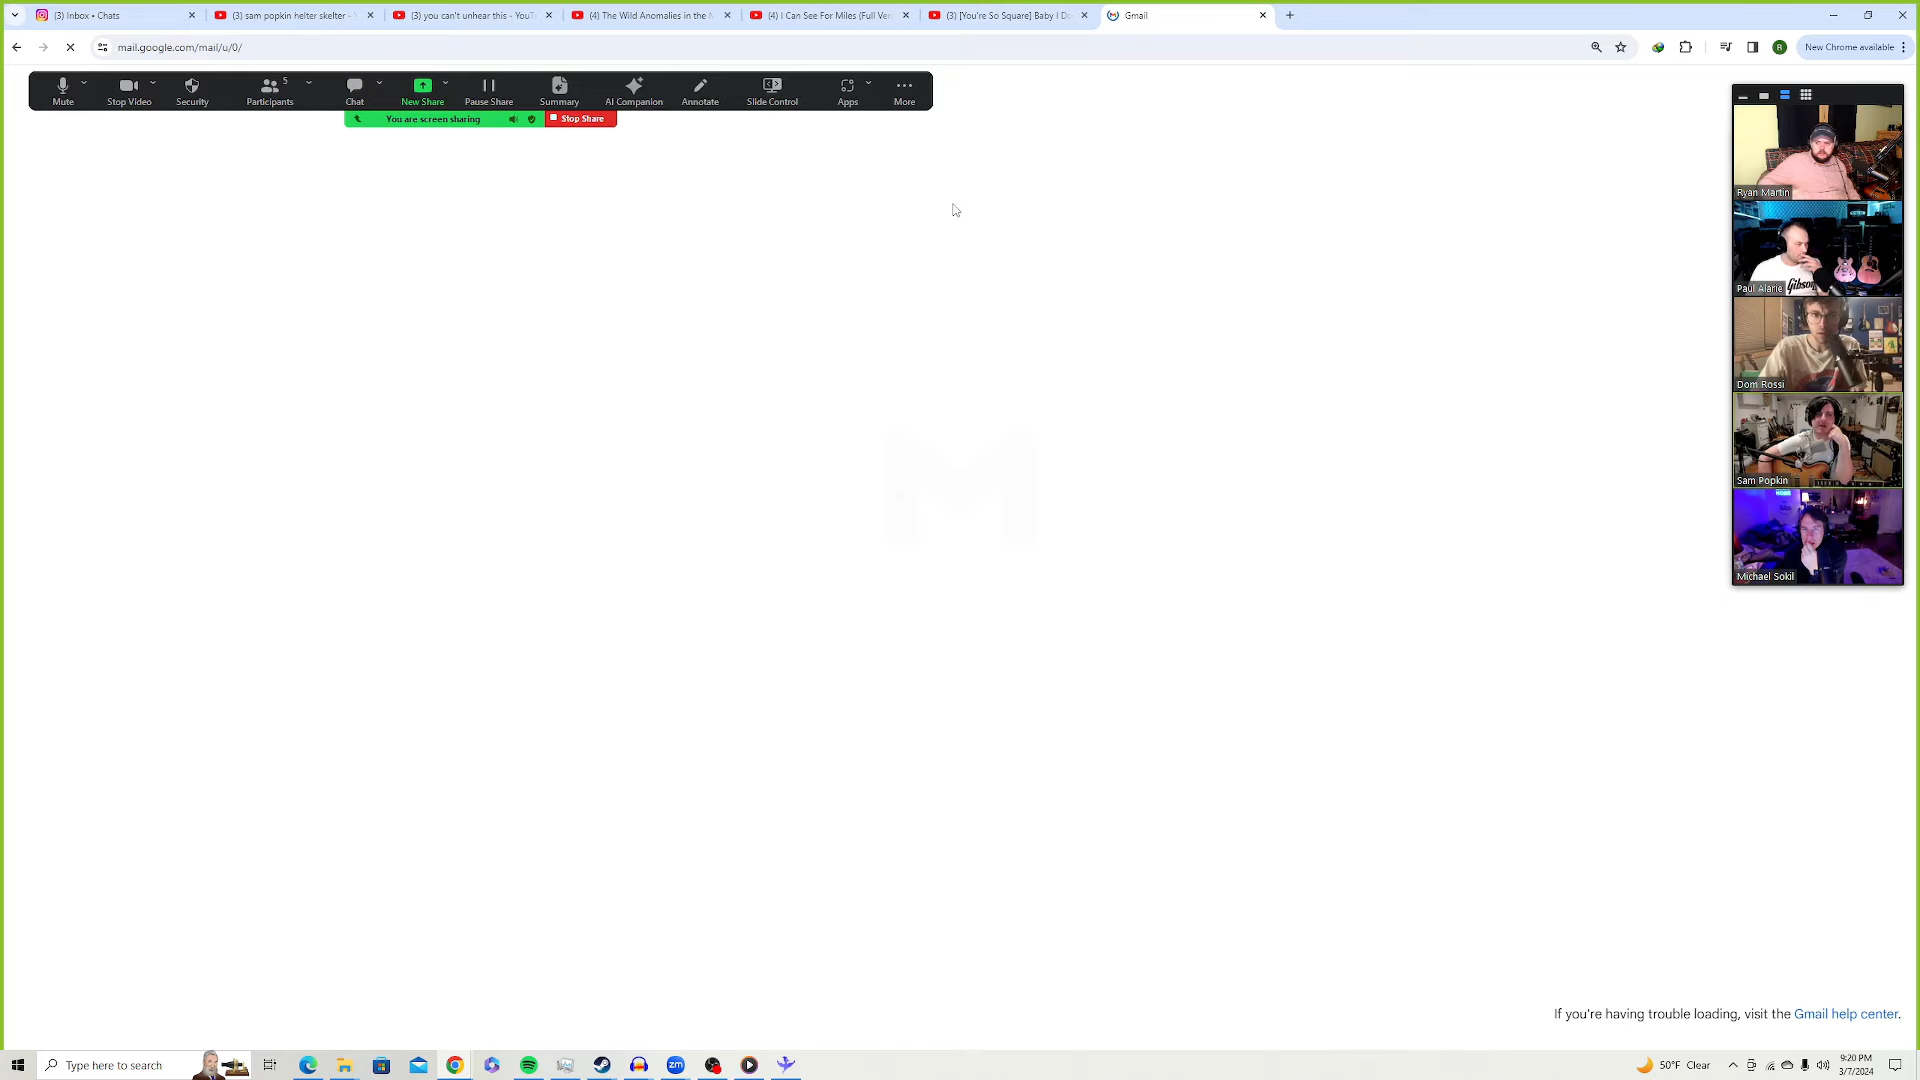 (3) Inbox • Chats
(3) sam popkin helter skelter -
(3) you can't unhear this - YouT
(4) The Wild Anomalies in the
(4) I Can See For Miles (Full Ver
(3) [You're So Square] Baby I Do
Gmail
mail.google.com/mail/u/0/
R
New Chrome available
Mute
Stop Video
Security
Participants
5
Chat
New Share
Pause Share
Summary
AI Companion
Annotate
Slide Control
Apps
More
You are screen sharing
Stop Share
Ryan Martin
Gibson
Paul Alarie
Dom Rossi
Sam Popkin
Michael Sokil
M
If you're having trouble loading, visit the Gmail help center.
Type here to search
zm
50°F Clear
9:20 PM
3/7/2024